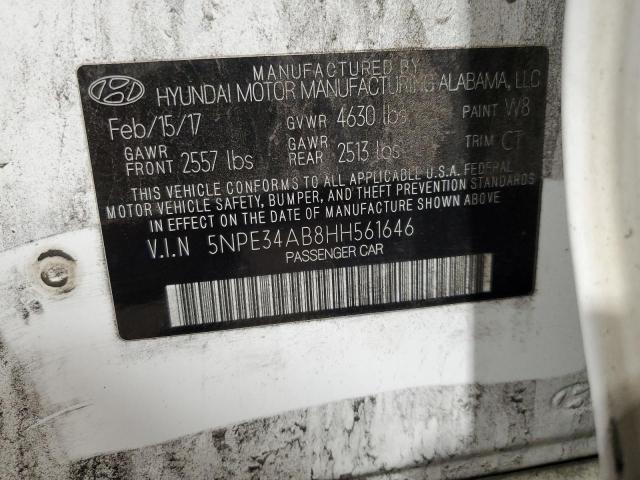 MANUFACTURED BY
HYUNDAI MOTOR MANUFACTURING ALABAMA, LLC
Feb/15/17 GVWR 4630 lbs PAINT W8
GAWR FRONT 2557 lbs GAWR REAR 2513 lbs TRIM CT
THIS VEHICLE CONFORMS TO ALL APPLICABLE U.S.A. FEDERAL
MOTOR VEHICLE SAFETY, BUMPER, AND THEFT PREVENTION STANDARDS
IN EFFECT ON THE DATE OF MANUFACTURE SHOWN ABOVE.
V.I.N 5NPE34AB8HH561646
PASSENGER CAR